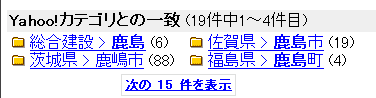 Yahoo!カテゴリとの一致 (19件中1～4件目)
総合建設 > 鹿島 (6) 佐賀県 > 鹿島市 (19)
茨城県 > 鹿嶋市 (88) 福島県 > 鹿島町 (4)
次の 15 件を表示